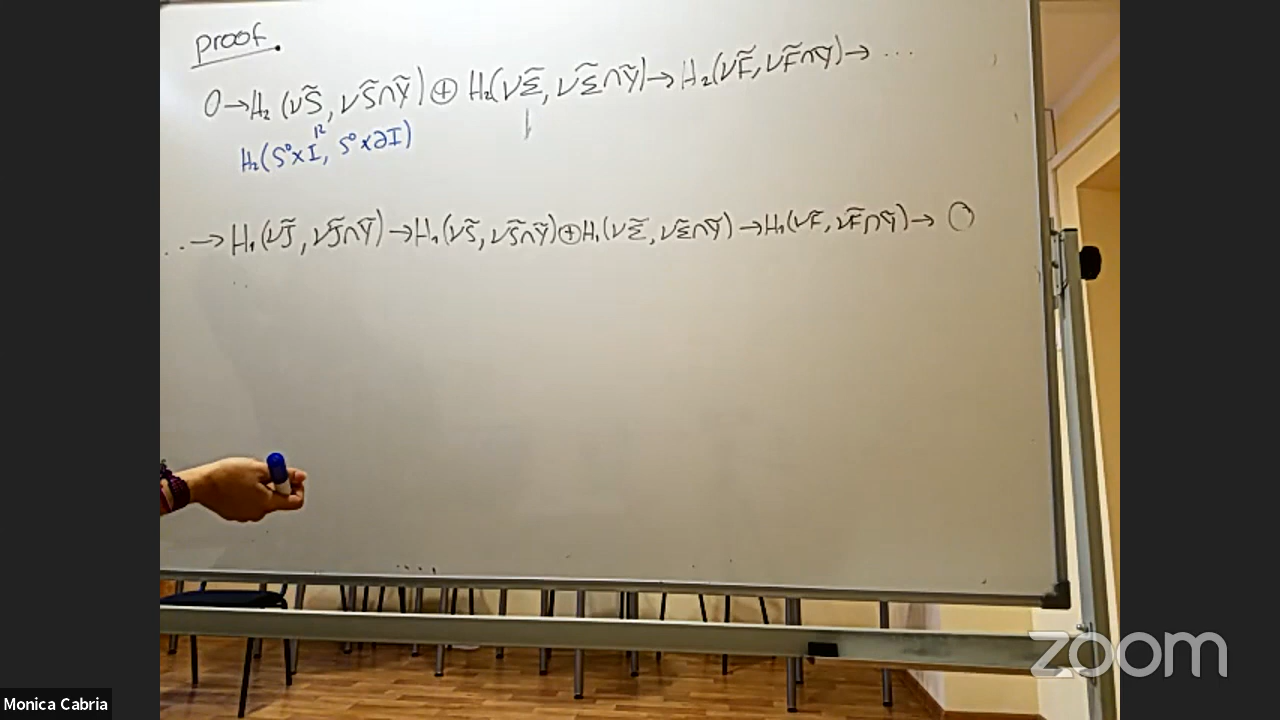 proof.
0→H₂(νS̃, νS̃∩Ỹ)⊕H₂(νΣ̃, νΣ̃∩Ỹ)→H₂(νF̃, νF̃∩Ỹ)→ ...
H₂(S⁰×I, S⁰×∂I)
...→H₁(νJ̃, νJ̃∩Ỹ)→H₁(νS̃, νS̃∩Ỹ)⊕H₁(νΣ̃, νΣ̃∩Ỹ)→H₁(νF̃, νF̃∩Ỹ)→ 0
Monica Cabria
zoom